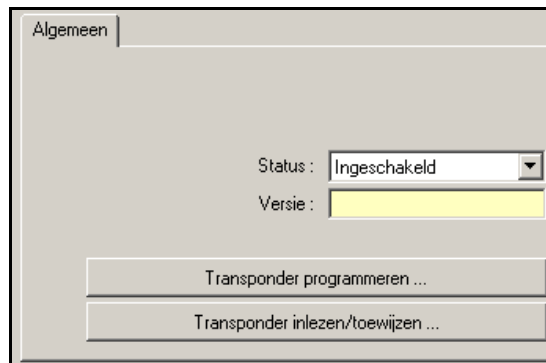 Algemeen
Status : Ingeschakeld
Versie :
Transponder programmeren ...
Transponder inlezen/toewijzen ...